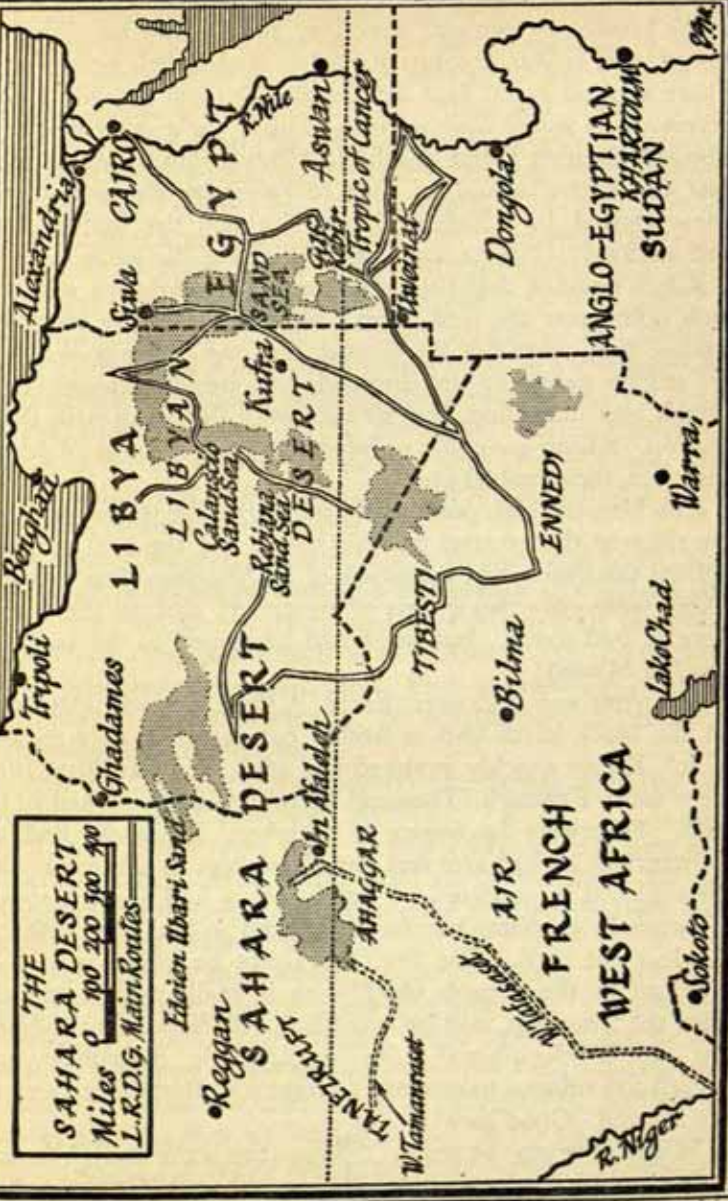 THE
SAHARA DESERT
Miles 0 100 200 300 400
L.R.D.G. Main Routes
Tripoli
Benghazi
Alexandria
CAIRO
Ghadames
LIBYA
Siwa
EGYPT
R. Nile
Edeien Ubari Sand
LIBYAN
DESERT
Calanscio
Sand Sea
Rebiana
Sand Sea
Kufra
SAND
SEA
Aswan
Reggan
SAHARA DESERT
In Azaleleh
Gilf
Kebir
Tropic of Cancer
Uweinat
TANEZRUFT
W. Tamanraset
AHAGGAR
TIBESTI
ENNEDI
Dongola
Bilma
AIR
FRENCH
WEST AFRICA
ANGLO-EGYPTIAN
KHARTOUM
SUDAN
Lake Chad
Warra
Sokoto
R. Niger